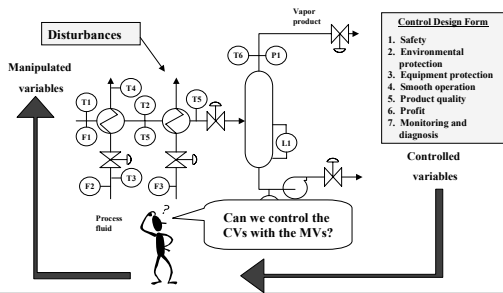 Vapor
product
Control Design Form
1. Safety
2. Environmental
protection
3. Equipment protection
4. Smooth operation
5. Product quality
6. Profit
7. Monitoring and
diagnosis
Disturbances
Manipulated
variables
T6
P1
T4
T1
T2
T5
F1
T5
L1
T3
F2
F3
Controlled
variables
Process
fluid
?
Can we control the
CVs with the MVs?